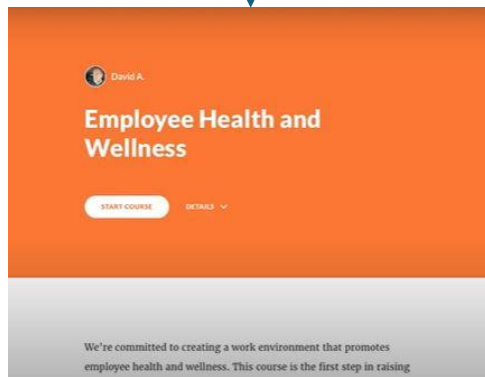 David A.
Employee Health and
Wellness
START COURSE DETAILS
We're committed to creating a work environment that promotes
employee health and wellness. This course is the first step in raising